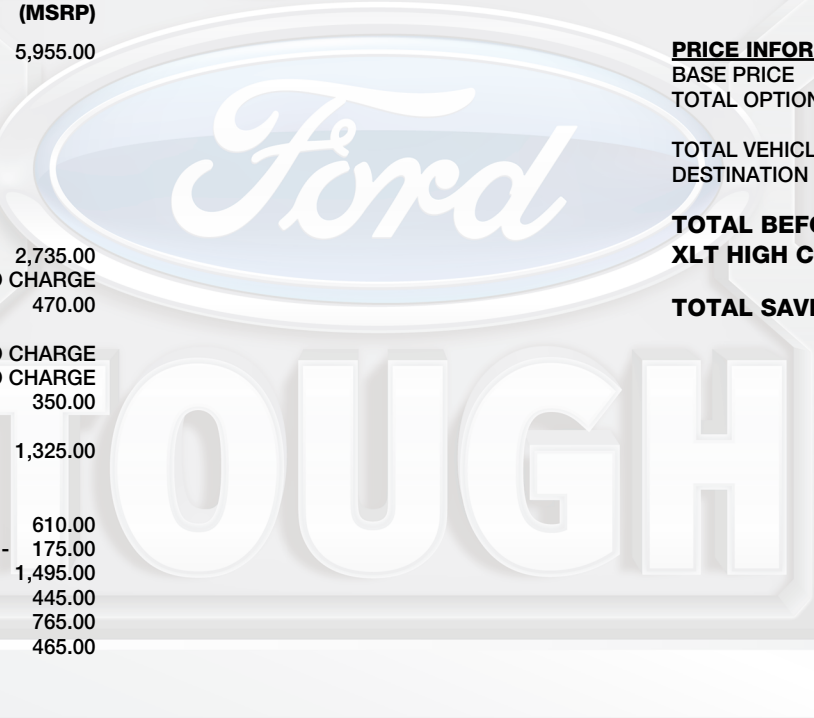 (MSRP)
5,955.00
2,735.00
CHARGE
470.00
CHARGE
CHARGE
350.00
1,325.00
610.00
- 175.00
1,495.00
445.00
765.00
465.00
PRICE INFOR
BASE PRICE
TOTAL OPTION
TOTAL VEHICL
DESTINATION
TOTAL BEFO
XLT HIGH C
TOTAL SAVI
Ford
TOUGH